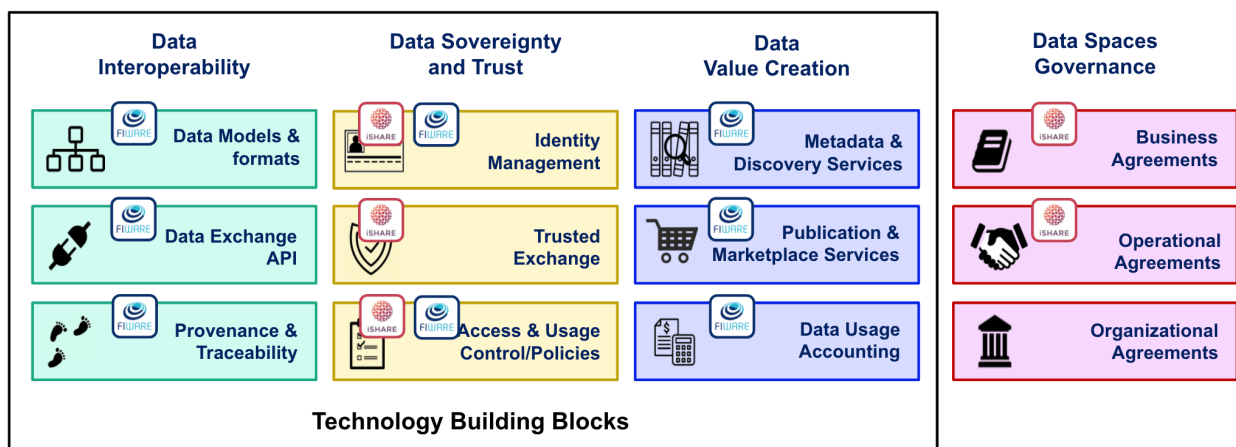 Data
Interoperability
Data Sovereignty
and Trust
Data
Value Creation
Data Spaces
Governance
FIWARE
Data Models &
formats
iSHARE
FIWARE
Identity
Management
FIWARE
Metadata &
Discovery Services
iSHARE
Business
Agreements
FIWARE
Data Exchange
API
iSHARE
Trusted
Exchange
FIWARE
Publication &
Marketplace Services
iSHARE
Operational
Agreements
FIWARE
Provenance &
Traceability
iSHARE
FIWARE
Access & Usage
Control/Policies
$
FIWARE
Data Usage
Accounting
Organizational
Agreements
Technology Building Blocks